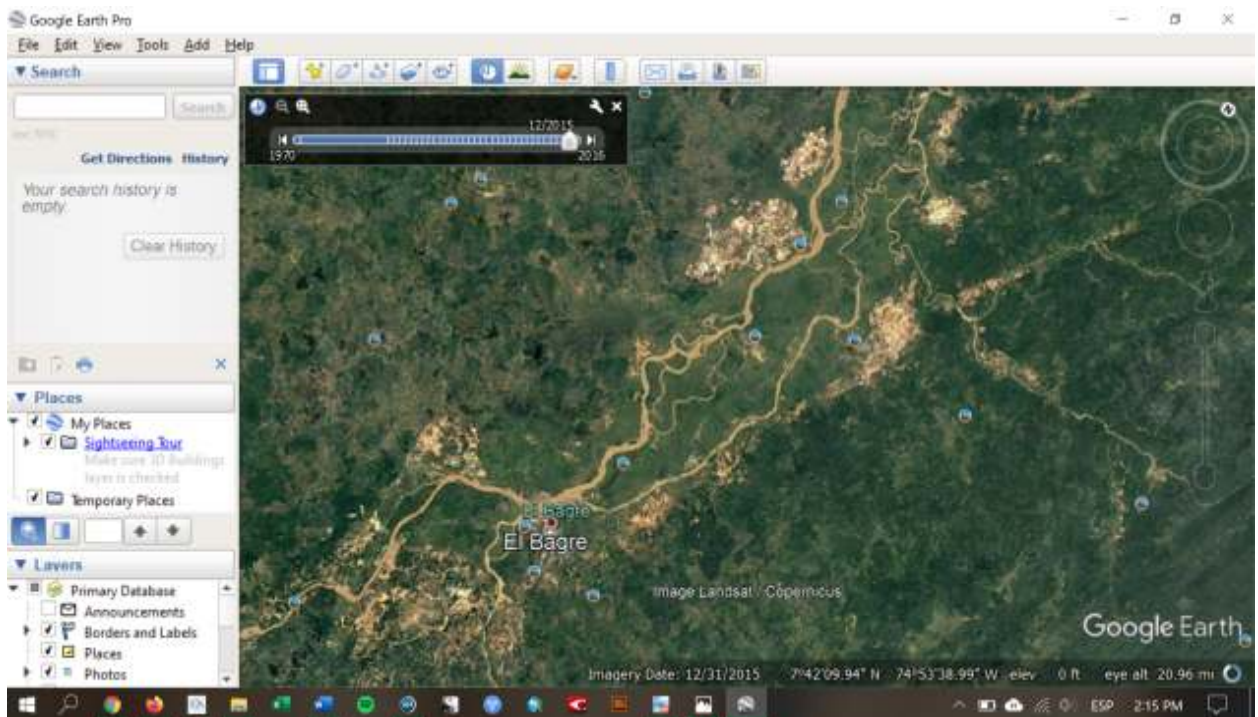 Google Earth Pro
File Edit View Tools Add Help
Search
Search
Get Directions History
Your search history is
empty.
Clear History
Places
My Places
Sightseeing Tour
Make sure 3D Buildings
layer is checked
Temporary Places
Layers
Primary Database
Announcements
Borders and Labels
Places
Photos
12/2015
1970
2016
El Bagre
El Bagre
Image Landsat / Copernicus
Google Earth
Imagery Date: 12/31/2015 7°42'09.94" N 74°53'38.99" W elev 0 ft eye alt 20.96 mi
ESP 2:15 PM